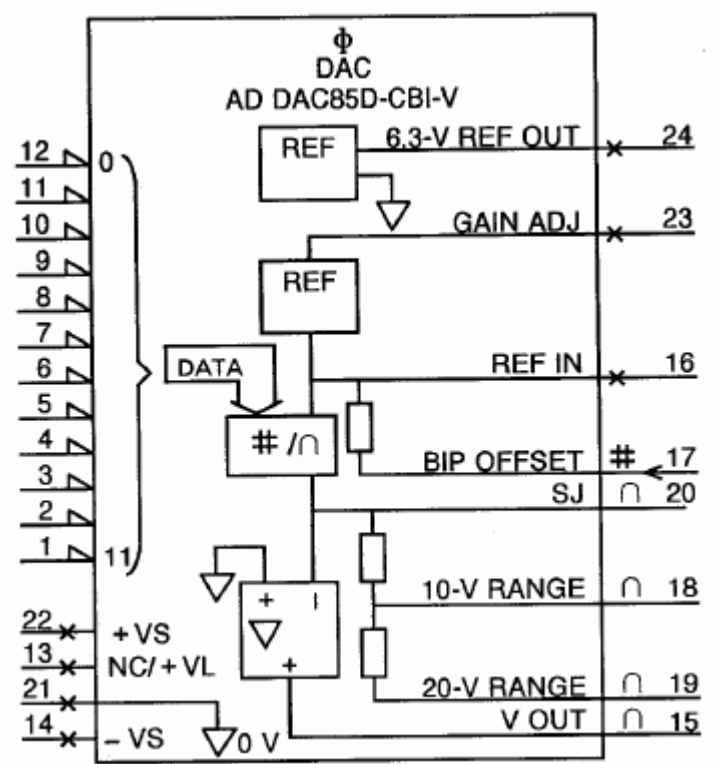 ϕ
DAC
AD DAC85D-CBI-V
REF
6.3-V REF OUT
24
GAIN ADJ
23
REF
REF IN
16
DATA
# /∩
BIP OFFSET
#
17
SJ
∩
20
10-V RANGE
∩
18
20-V RANGE
∩
19
V OUT
∩
15
12
0
11
10
9
8
7
6
5
4
3
2
1
11
22
+ VS
13
NC/ + VL
21
0 V
14
– VS
+
–
+